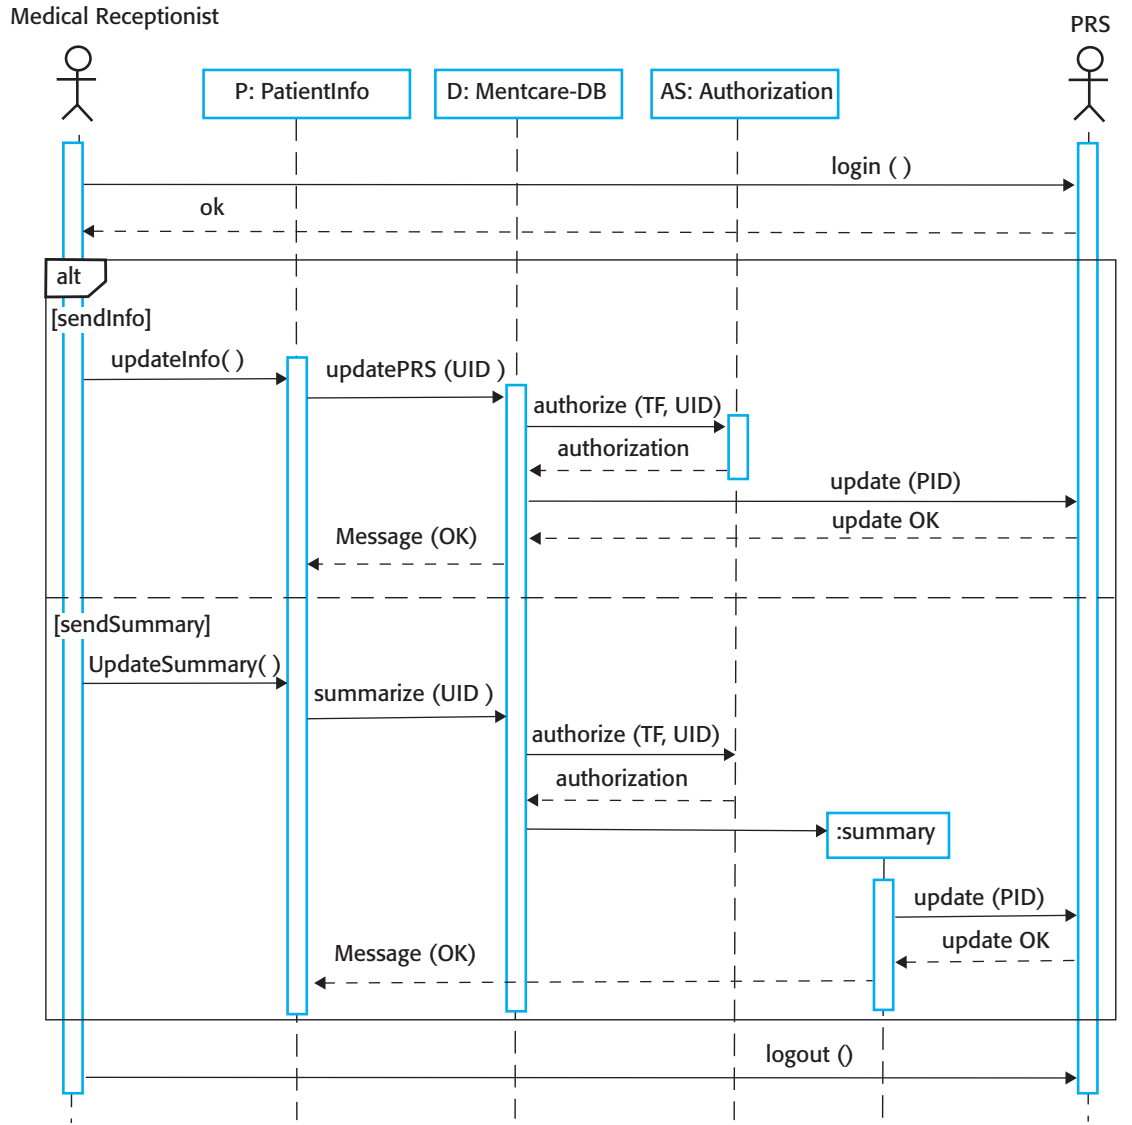 Medical Receptionist
PRS
P: PatientInfo
D: Mentcare-DB
AS: Authorization
login ( )
ok
alt
[sendInfo]
updateInfo( )
updatePRS (UID )
authorize (TF, UID)
authorization
update (PID)
update OK
Message (OK)
[sendSummary]
UpdateSummary( )
summarize (UID )
authorize (TF, UID)
authorization
:summary
update (PID)
update OK
Message (OK)
logout ()